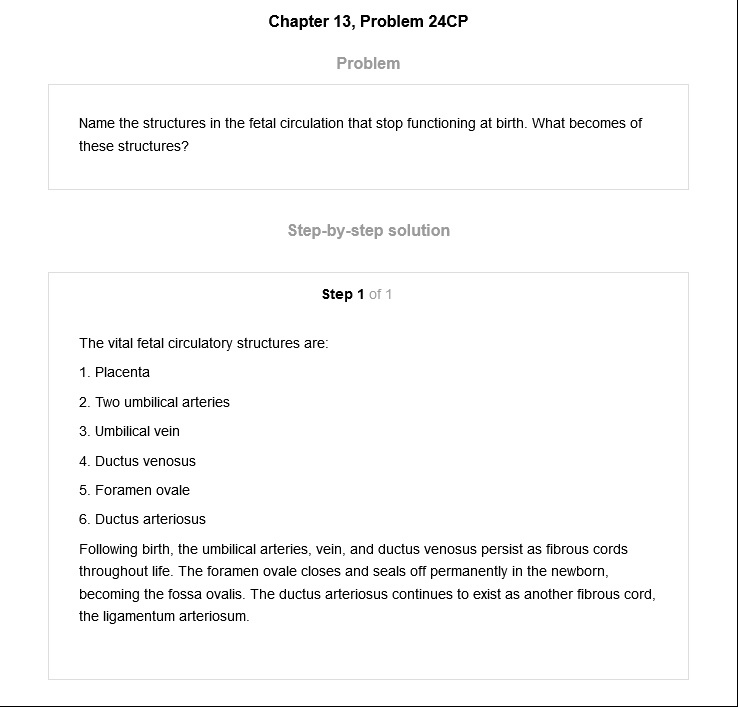 Chapter 13, Problem 24CP
Problem
Name the structures in the fetal circulation that stop functioning at birth. What becomes of
these structures?
Step-by-step solution
Step 1 of 1
The vital fetal circulatory structures are:
1. Placenta
2. Two umbilical arteries
3. Umbilical vein
4. Ductus venosus
5. Foramen ovale
6. Ductus arteriosus
Following birth, the umbilical arteries, vein, and ductus venosus persist as fibrous cords
throughout life. The foramen ovale closes and seals off permanently in the newborn,
becoming the fossa ovalis. The ductus arteriosus continues to exist as another fibrous cord,
the ligamentum arteriosum.